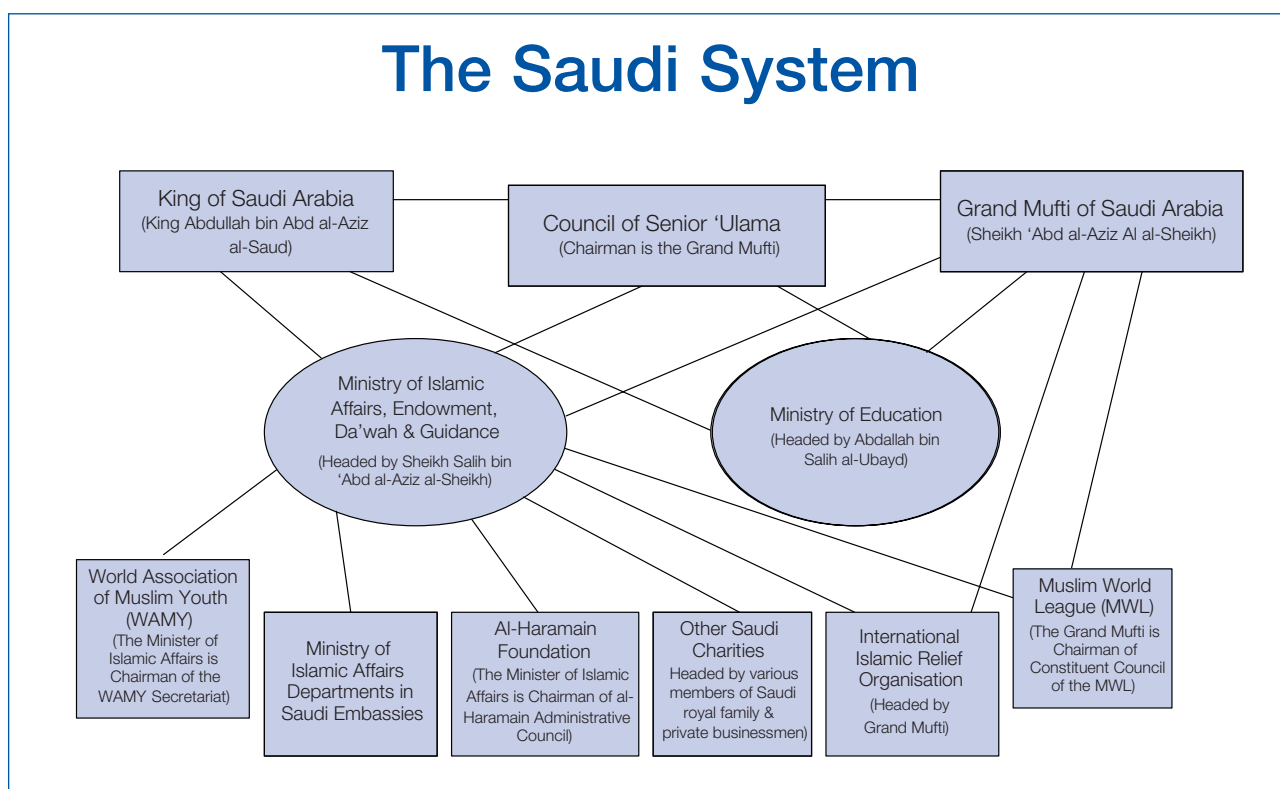 The Saudi System
King of Saudi Arabia
(King Abdullah bin Abd al-Aziz
al-Saud)
Council of Senior ‘Ulama
(Chairman is the Grand Mufti)
Grand Mufti of Saudi Arabia
(Sheikh ‘Abd al-Aziz Al al-Sheikh)
Ministry of Islamic
Affairs, Endowment,
Da’wah & Guidance
(Headed by Sheikh Salih bin
‘Abd al-Aziz al-Sheikh)
Ministry of Education
(Headed by Abdallah bin
Salih al-Ubayd)
World Association
of Muslim Youth
(WAMY)
(The Minister of
Islamic Affairs is
Chairman of the
WAMY Secretariat)
Ministry of
Islamic Affairs
Departments in
Saudi Embassies
Al-Haramain
Foundation
(The Minister of Islamic
Affairs is Chairman of al-
Haramain Administrative
Council)
Other Saudi
Charities
Headed by various
members of Saudi
royal family &
private businessmen)
International
Islamic Relief
Organisation
(Headed by
Grand Mufti)
Muslim World
League (MWL)
(The Grand Mufti is
Chairman of
Constituent Council
of the MWL)